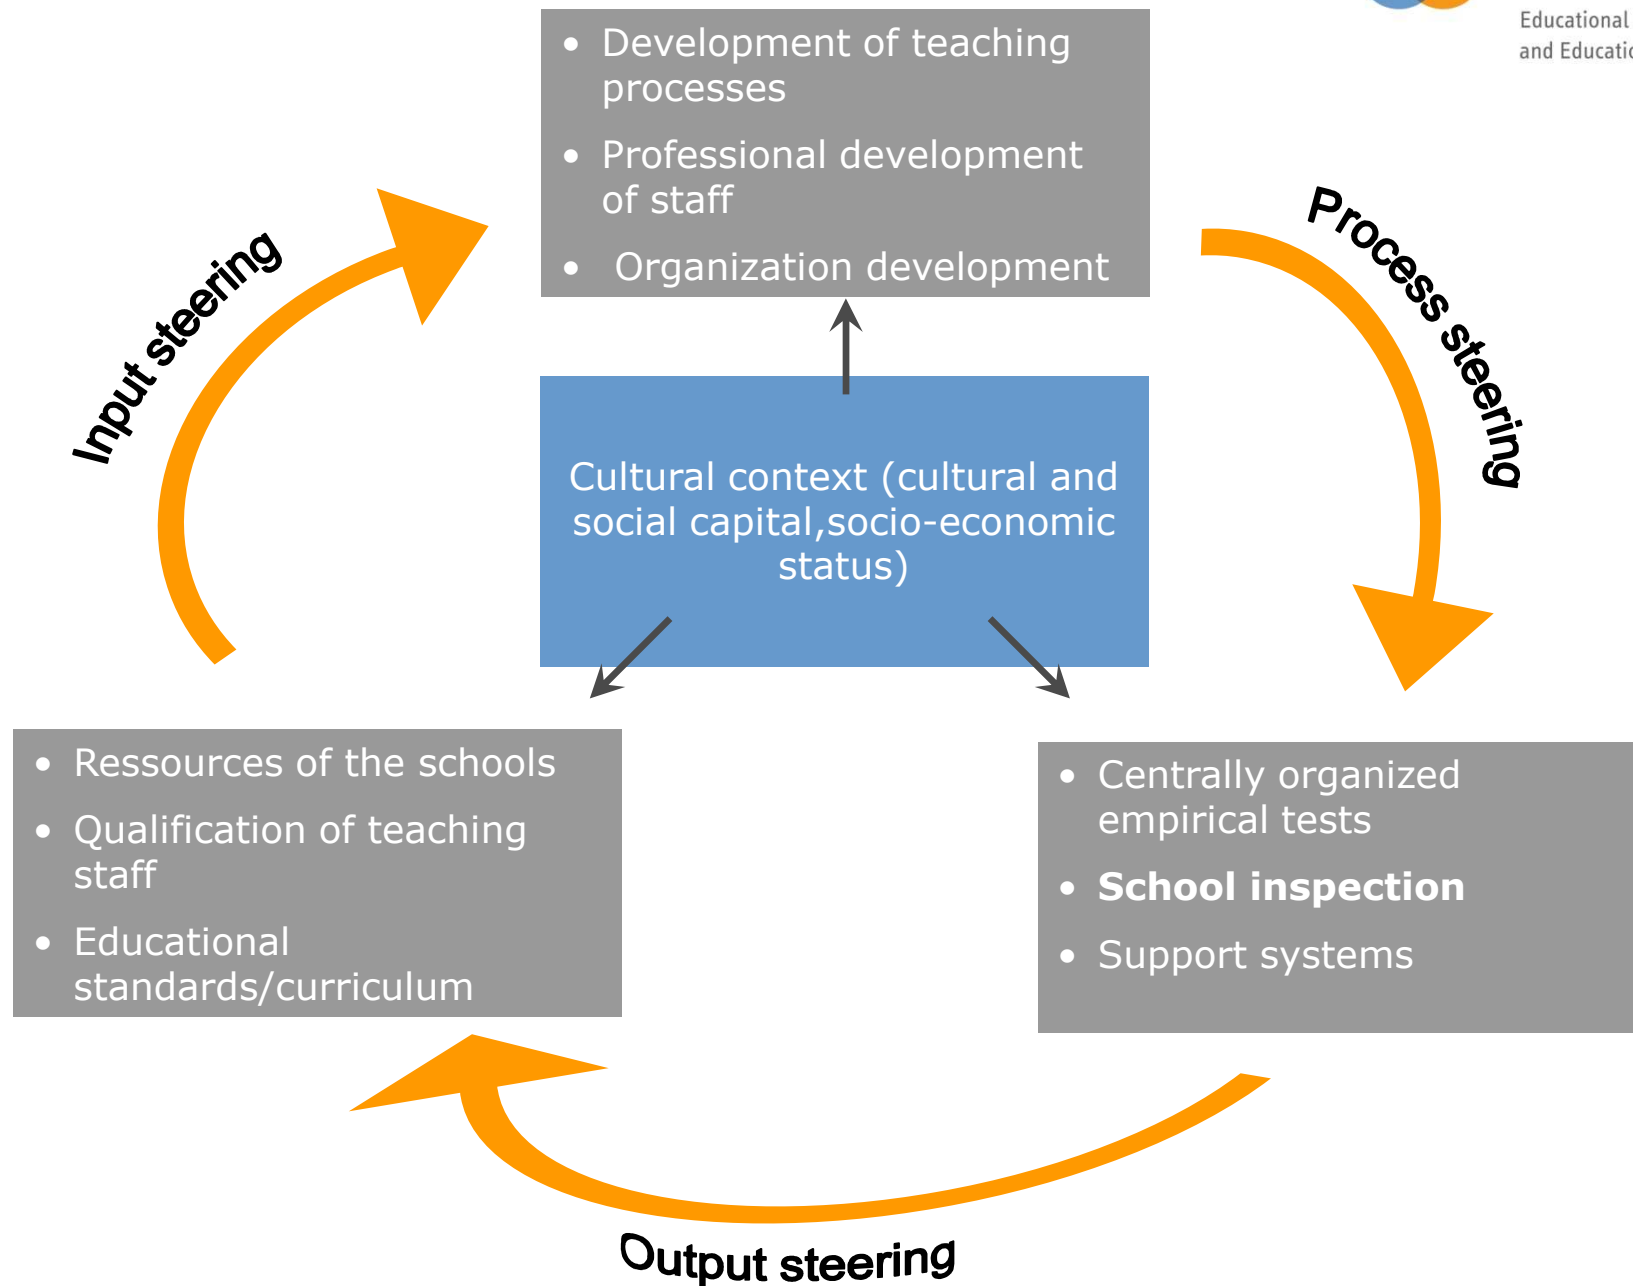 Educational
and Educatio
• Development of teaching
processes
• Professional development
of staff
• Organization development
Input steering
Process steering
Cultural context (cultural and
social capital,socio-economic
status)
• Ressources of the schools
• Qualification of teaching
staff
• Educational
standards/curriculum
• Centrally organized
empirical tests
• School inspection
• Support systems
Output steering